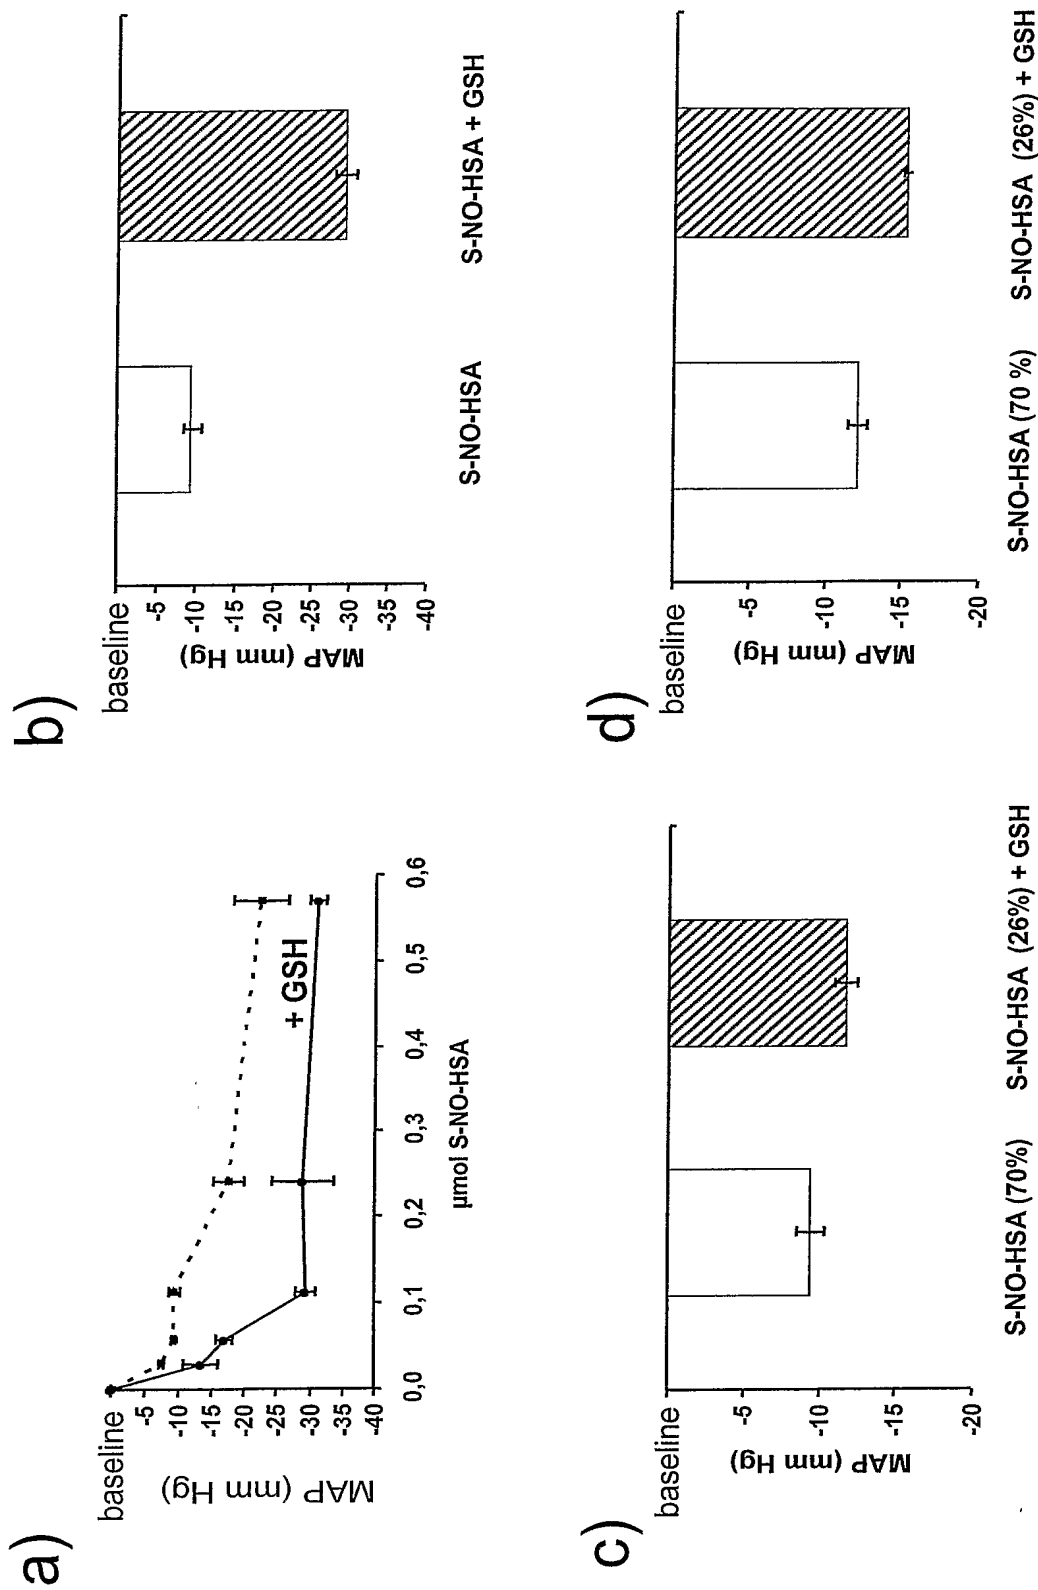 a)
baseline
-5
-10
-15
-20
-25
-30
-35
-40
MAP (mm Hg)
+ GSH
0,0
0,1
0,2
0,3
0,4
0,5
0,6
µmol S-NO-HSA
b)
baseline
-5
-10
-15
-20
-25
-30
-35
-40
MAP (mm Hg)
S-NO-HSA
S-NO-HSA + GSH
c)
baseline
-5
-10
-15
-20
MAP (mm Hg)
S-NO-HSA (70%)
S-NO-HSA (26%) + GSH
d)
baseline
-5
-10
-15
-20
MAP (mm Hg)
S-NO-HSA (70 %)
S-NO-HSA (26%) + GSH